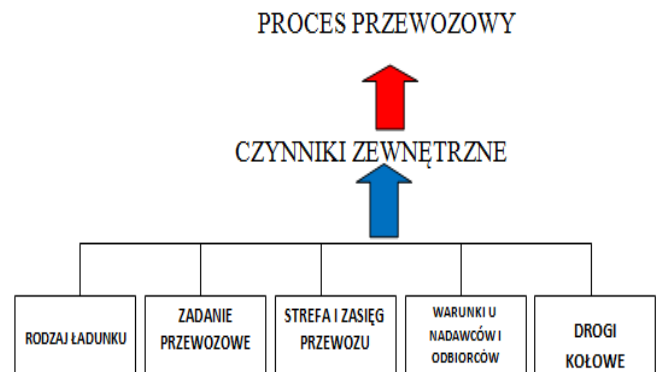 PROCES PRZEWOZOWY
CZYNNIKI ZEWNĘTRZNE
RODZAJ ŁADUNKU
ZADANIE
PRZEWOZOWE
STREFA I ZASIĘG
PRZEWOZU
WARUNKI U
NADAWCÓW I
ODBIORCÓW
DROGI
KOŁOWE